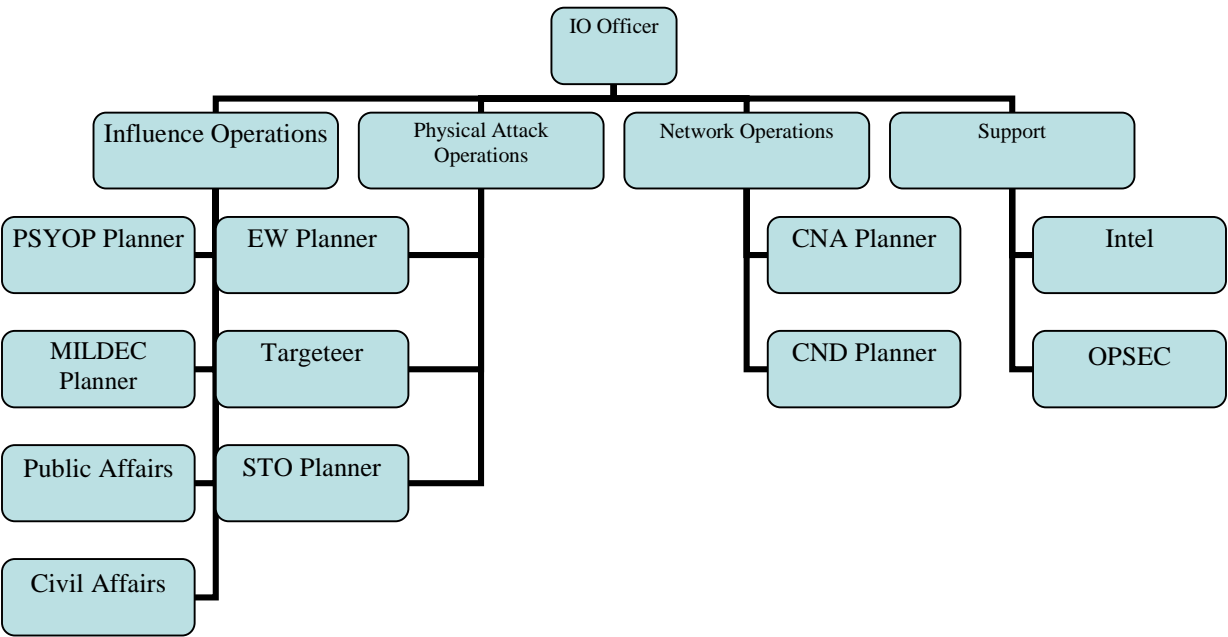 IO Officer
Influence Operations
Physical Attack
Operations
Network Operations
Support
PSYOP Planner
EW Planner
CNA Planner
Intel
MILDEC
Planner
Targeteer
CND Planner
OPSEC
Public Affairs
STO Planner
Civil Affairs